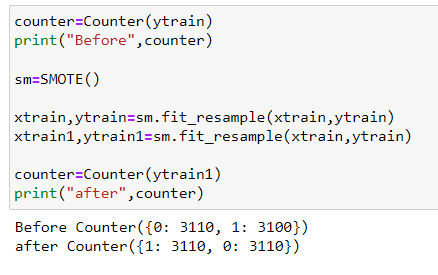 counter=Counter(ytrain)
print("Before",counter)
sm=SMOTE()
xtrain,ytrain=sm.fit_resample(xtrain,ytrain)
xtrain1,ytrain1=sm.fit_resample(xtrain,ytrain)
counter=Counter(ytrain1)
print("after",counter)
Before Counter({0: 3110, 1: 3100})
after Counter({1: 3110, 0: 3110})